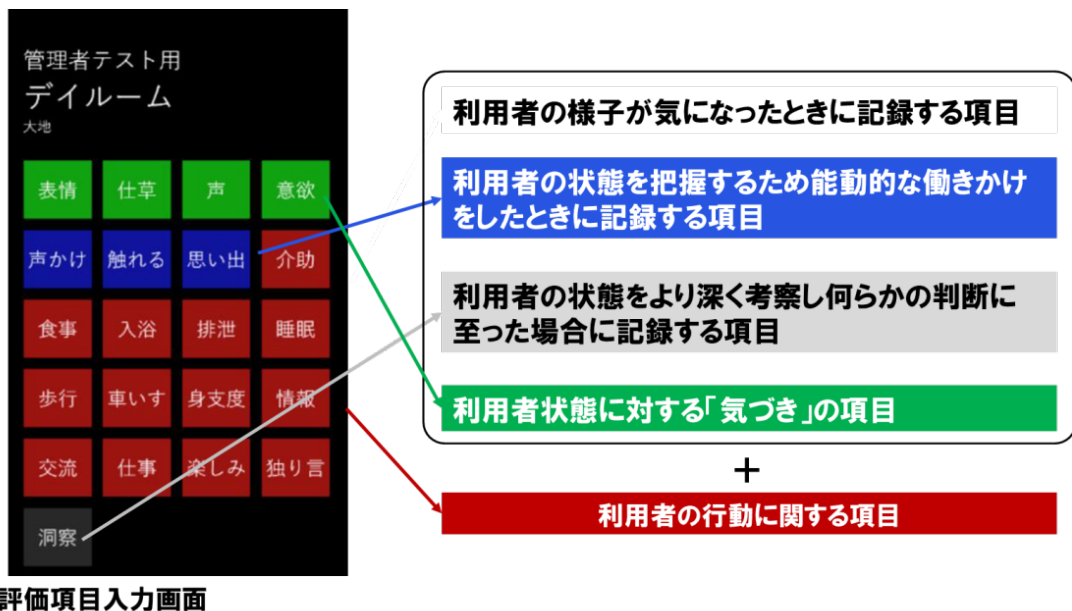 管理者テスト用
デイルーム
大地
表情 仕草 声 意欲
声かけ 触れる 思い出 介助
食事 入浴 排泄 睡眠
歩行 車いす 身支度 情報
交流 仕事 楽しみ 独り言
洞察
評価項目入力画面
利用者の様子が気になったときに記録する項目
利用者の状態を把握するため能動的な働きかけ
をしたときに記録する項目
利用者の状態をより深く考察し何らかの判断に
至った場合に記録する項目
利用者状態に対する「気づき」の項目
+
利用者の行動に関する項目